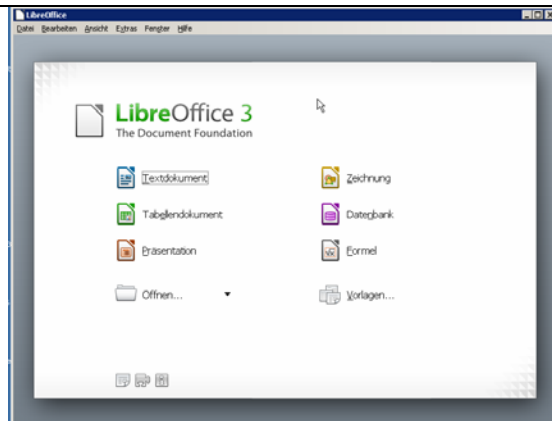 LibreOffice
Datei Bearbeiten Ansicht Extras Fenster Hilfe
LibreOffice 3
The Document Foundation
Textdokument Zeichnung
Tabellendokument Datenbank
Präsentation Formel
Öffnen... Vorlagen...